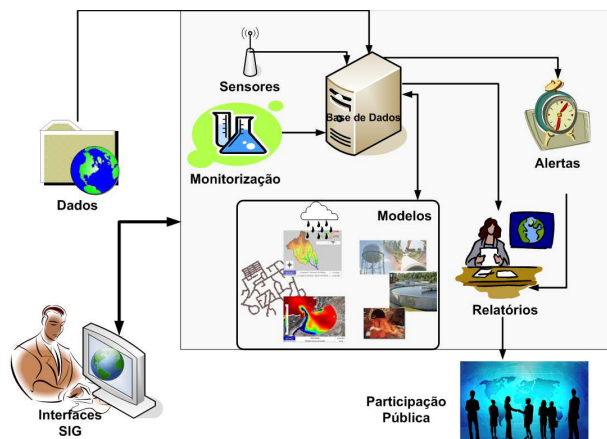 Sensores
Base de Dados
Alertas
Monitorização
Dados
Modelos
Relatórios
Interfaces
SIG
Participação
Pública